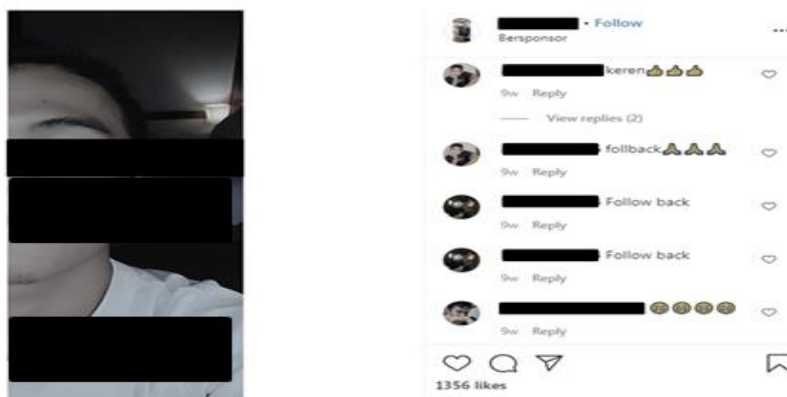 • Follow
Bersponsor
keren👍👍👍
9w Reply
View replies (2)
follback🙏🙏🙏
9w Reply
Follow back
9w Reply
Follow back
9w Reply
9w Reply
1356 likes